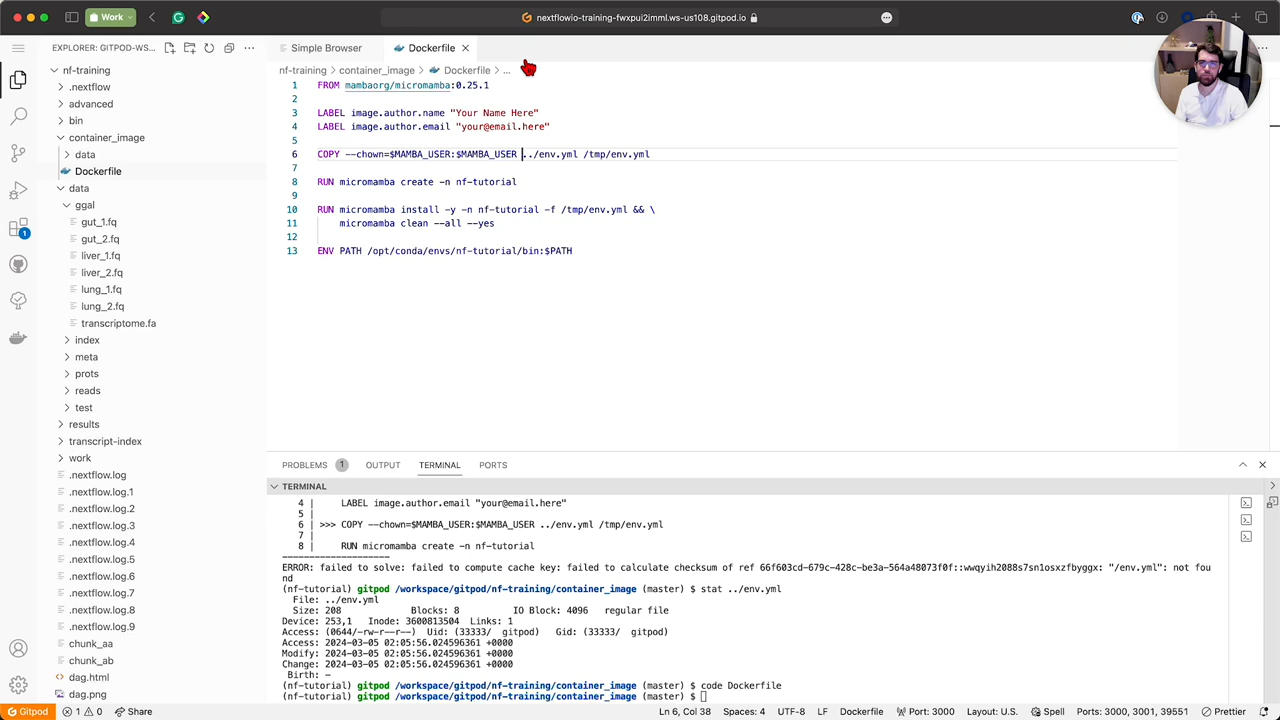 Work
nextflowio-training-fwxpui2imml.ws-us108.gitpod.io
EXPLORER: GITPOD-WS...
Simple Browser
Dockerfile
nf-training > container_image > Dockerfile > ...
nf-training
.nextflow
advanced
bin
container_image
data
Dockerfile
data
ggal
gut_1.fq
gut_2.fq
liver_1.fq
liver_2.fq
lung_1.fq
lung_2.fq
transcriptome.fa
index
meta
prots
reads
test
results
transcript-index
work
.nextflow.log
.nextflow.log.1
.nextflow.log.2
.nextflow.log.3
.nextflow.log.4
.nextflow.log.5
.nextflow.log.6
.nextflow.log.7
.nextflow.log.8
.nextflow.log.9
chunk_aa
chunk_ab
dag.html
dag.png
1 FROM mambaorg/micromamba:0.25.1
2
3 LABEL image.author.name "Your Name Here"
4 LABEL image.author.email "your@email.here"
5
6 COPY --chown=$MAMBA_USER:$MAMBA_USER ../env.yml /tmp/env.yml
7
8 RUN micromamba create -n nf-tutorial
9
10 RUN micromamba install -y -n nf-tutorial -f /tmp/env.yml && \
11 micromamba clean --all --yes
12
13 ENV PATH /opt/conda/envs/nf-tutorial/bin:$PATH
1
PROBLEMS 1 OUTPUT TERMINAL PORTS
TERMINAL
4 | LABEL image.author.email "your@email.here"
5 |
6 | >>> COPY --chown=$MAMBA_USER:$MAMBA_USER ../env.yml /tmp/env.yml
7 |
8 | RUN micromamba create -n nf-tutorial
--------------------
ERROR: failed to solve: failed to compute cache key: failed to calculate checksum of ref 66f603cd-679c-428c-be3a-564a48073f0f::wwqyih2088s7sn1osxzfbyggx: "/env.yml": not fou
nd
(nf-tutorial) gitpod /workspace/gitpod/nf-training/container_image (master) $ stat ../env.yml
File: ../env.yml
Size: 208 Blocks: 8 IO Block: 4096 regular file
Device: 253,1 Inode: 3600813504 Links: 1
Access: (0644/-rw-r--r--) Uid: (33333/ gitpod) Gid: (33333/ gitpod)
Access: 2024-03-05 02:05:56.024596361 +0000
Modify: 2024-03-05 02:05:56.024596361 +0000
Change: 2024-03-05 02:05:56.024596361 +0000
Birth: -
(nf-tutorial) gitpod /workspace/gitpod/nf-training/container_image (master) $ code Dockerfile
(nf-tutorial) gitpod /workspace/gitpod/nf-training/container_image (master) $
Gitpod 1 0 Share Ln 6, Col 38 Spaces: 4 UTF-8 LF Dockerfile Port: 3000 Layout: U.S. Spell Ports: 3000, 3001, 39551 Prettier